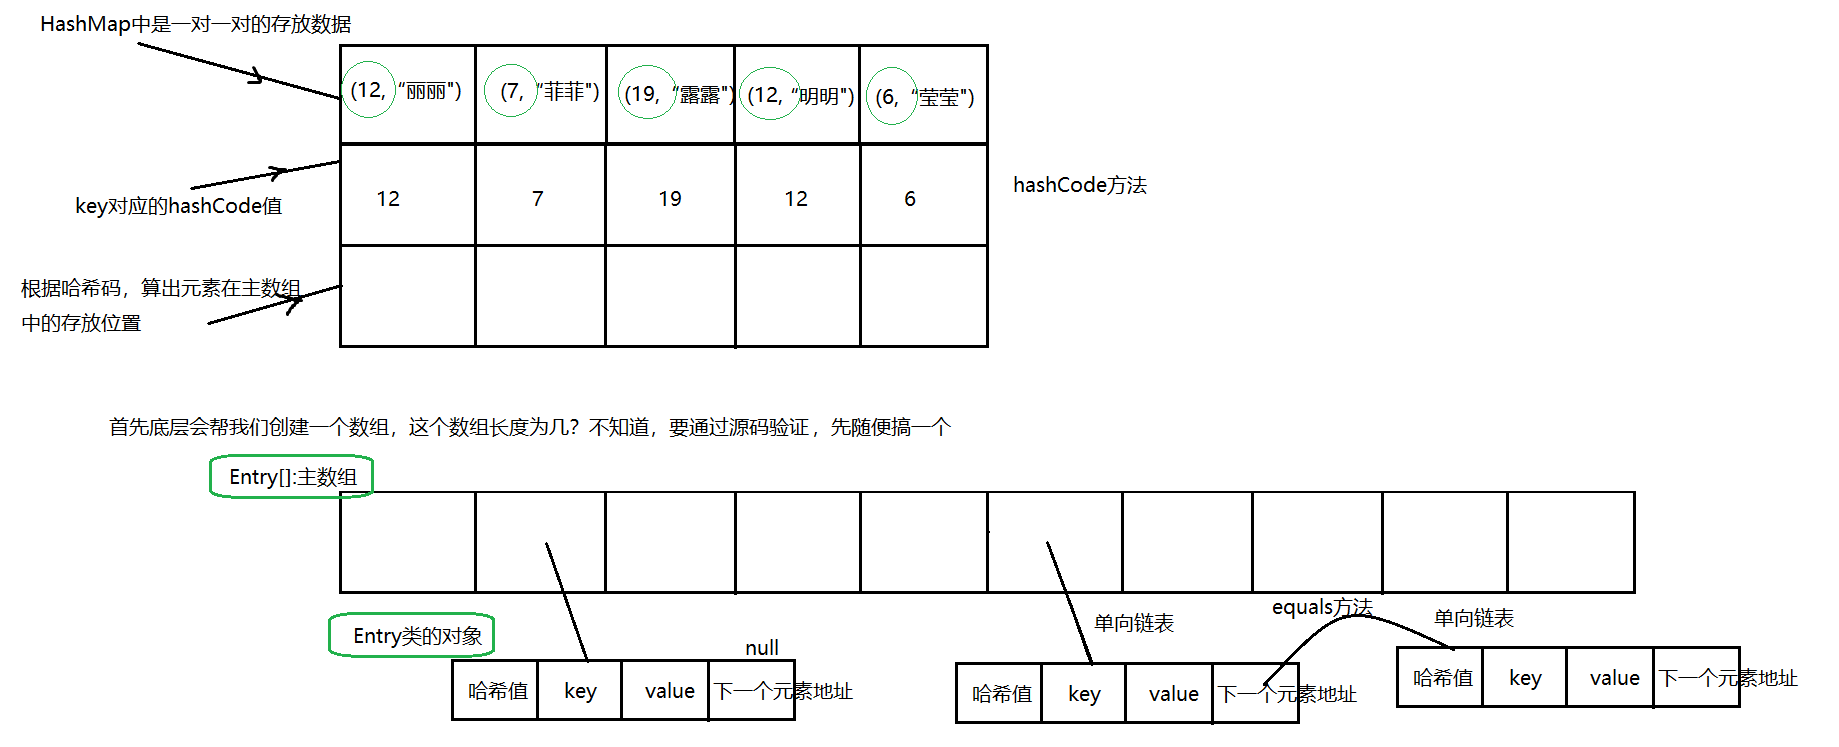 HashMap中是一对一对的存放数据
(12, “丽丽") (7, “菲菲") (19, “露露") (12, “明明") (6, “莹莹")
key对应的hashCode值
12 7 19 12 6
hashCode方法
根据哈希码，算出元素在主数组
中的存放位置
首先底层会帮我们创建一个数组，这个数组长度为几？不知道，要通过源码验证，先随便搞一个
Entry[]:主数组
Entry类的对象
null
单向链表
equals方法
单向链表
哈希值 key value 下一个元素地址
哈希值 key value 下一个元素地址
哈希值 key value 下一个元素地址